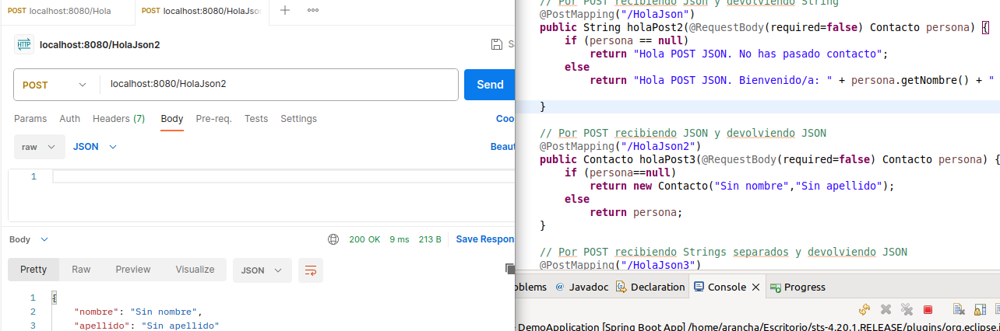 POST localhost:8080/Hola
POST localhost:8080/HolaJso
HTTP localhost:8080/HolaJson2
POST localhost:8080/HolaJson2 Send
Params Auth Headers (7) Body Pre-req. Tests Settings
raw JSON
1
Body 200 OK 9 ms 213 B Save Respon
Pretty Raw Preview Visualize JSON
1 {
2 "nombre": "Sin nombre",
3 "apellido": "Sin apellido"
// Por POST recibiendo Json y devolviendo String
@PostMapping("/HolaJson")
public String holaPost2(@RequestBody(required=false) Contacto persona) {
if (persona == null)
return "Hola POST JSON. No has pasado contacto";
else
return "Hola POST JSON. Bienvenido/a: " + persona.getNombre() + "
}
// Por POST recibiendo JSON y devolviendo JSON
@PostMapping("/HolaJson2")
public Contacto holaPost3(@RequestBody(required=false) Contacto persona) {
if (persona==null)
return new Contacto("Sin nombre","Sin apellido");
else
return persona;
}
// Por POST recibiendo Strings separados y devolviendo JSON
@PostMapping("/HolaJson3")
oblems @ Javadoc Declaration Console Progress
DemoApplication [Spring Boot App] /home/arancha/Escritorio/sts-4.20.1.RELEASE/plugins/org.eclipse.j